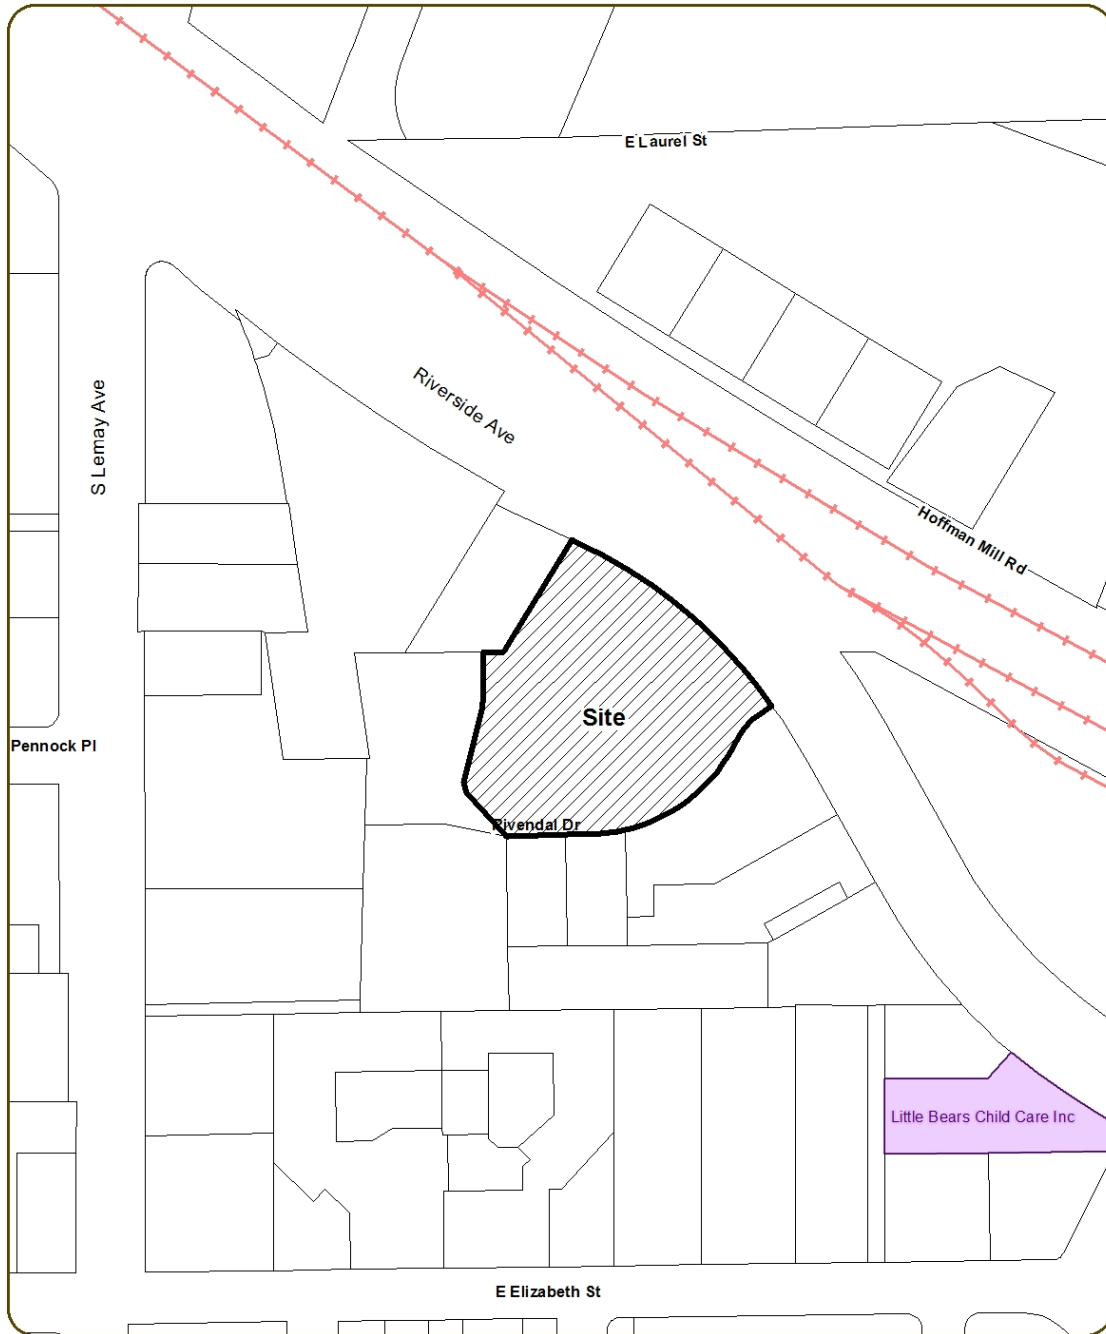 E Laurel St
S Lemay Ave
Riverside Ave
Hoffman Mill Rd
Site
Pennock Pl
Rivendal Dr
Little Bears Child Care Inc
E Elizabeth St